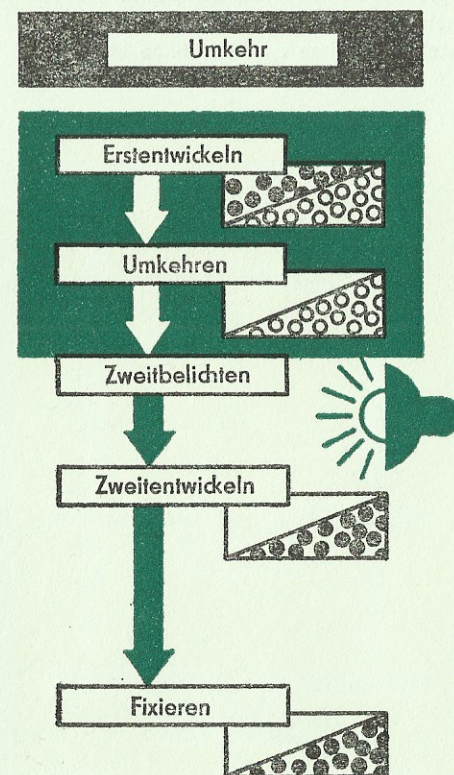 Umkehr
Erstentwickeln
Umkehren
Zweitbelichten
Zweitentwickeln
Fixieren